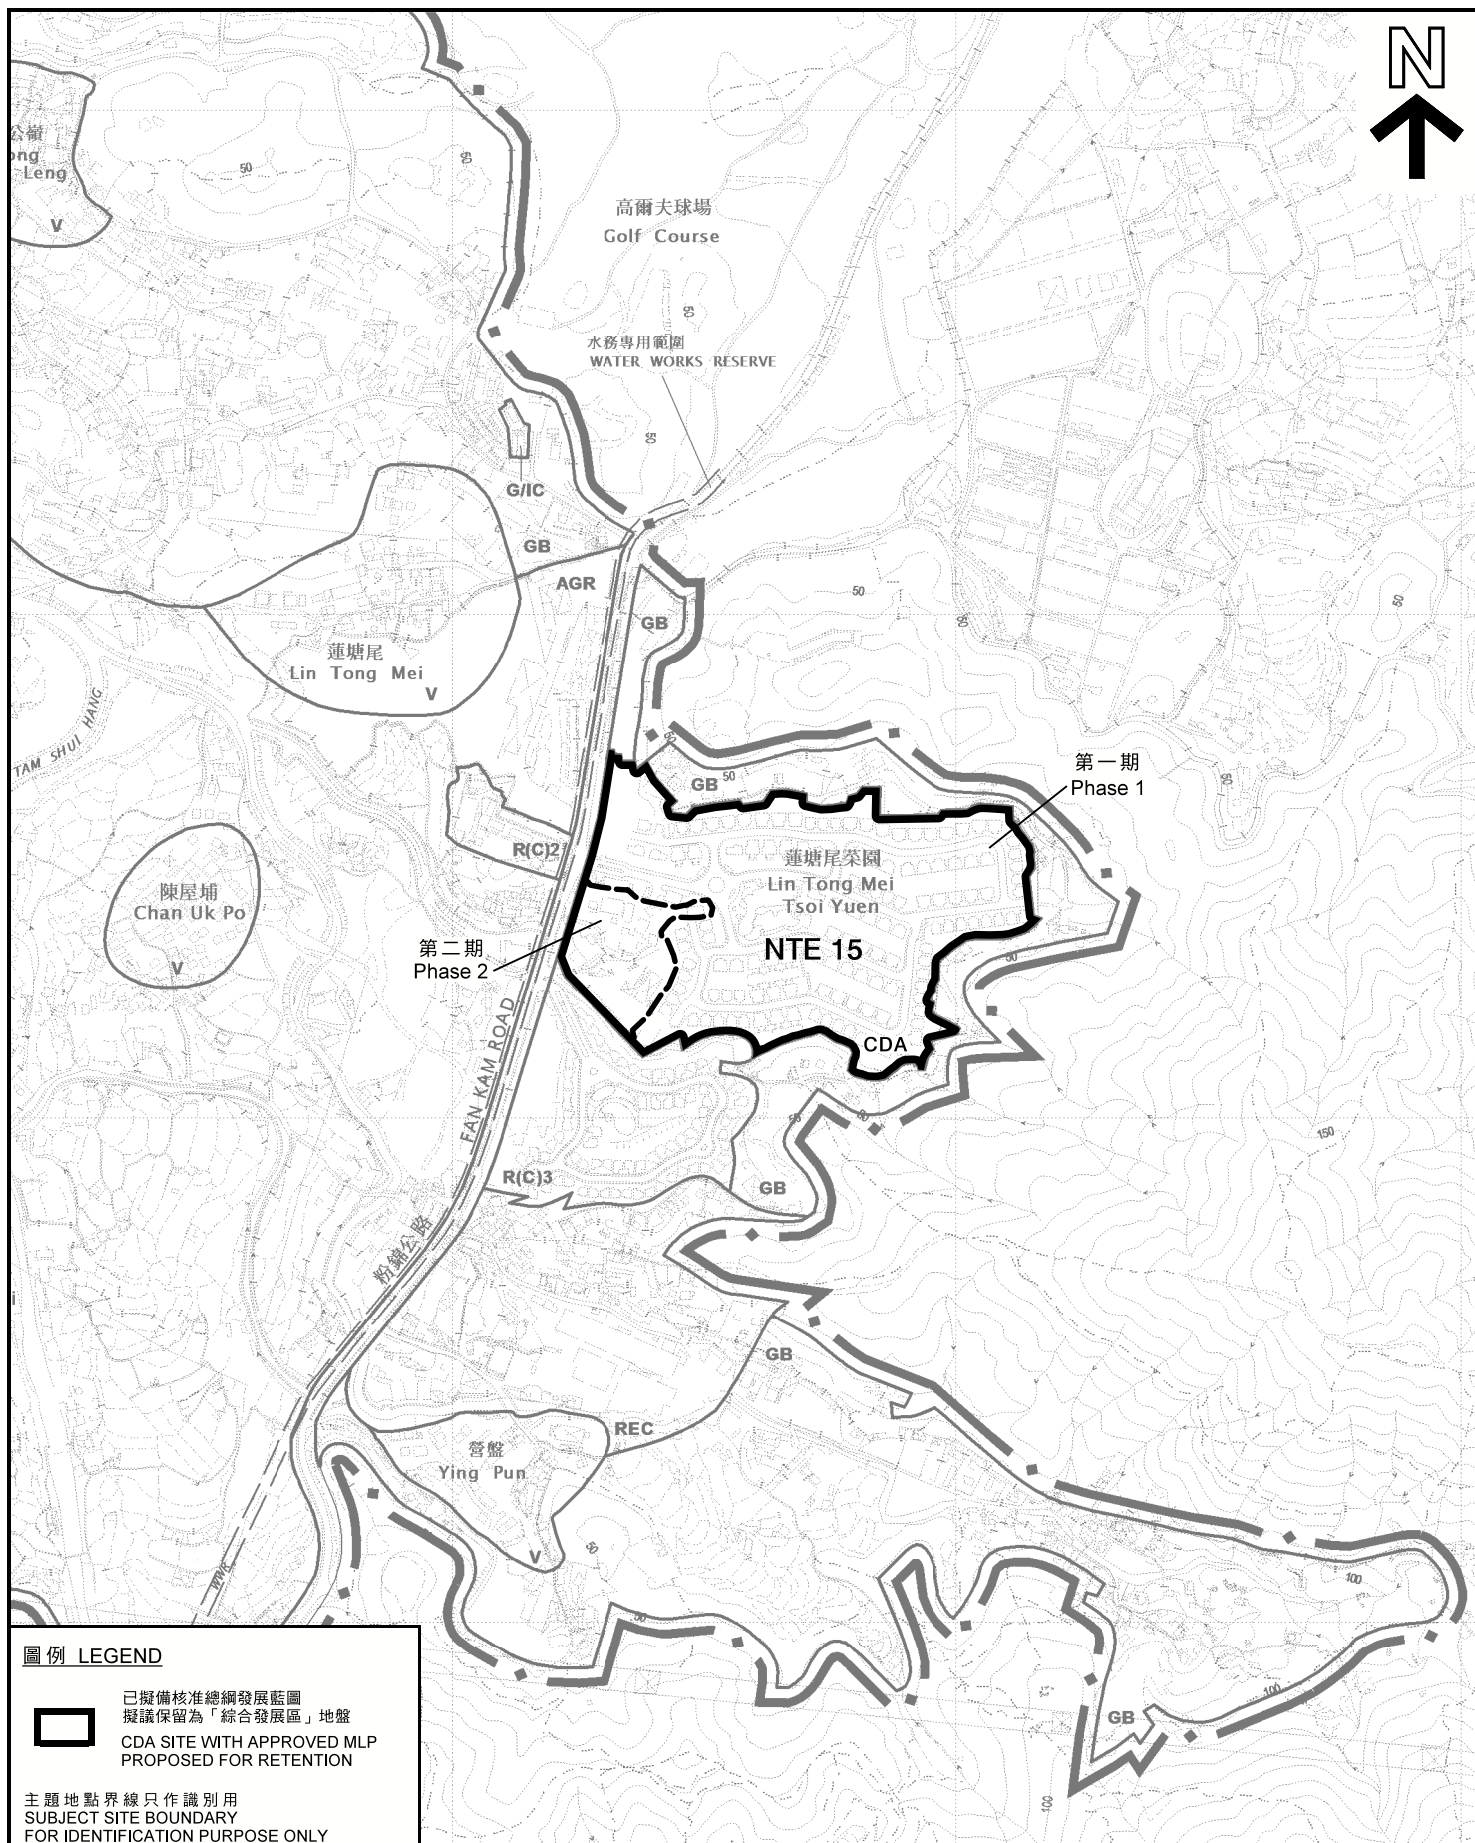 N
公嶺
ong
Leng
V
50
50
高爾夫球場
Golf Course
50
水務專用範圍
WATER WORKS RESERVE
50
G/IC
GB
AGR
50
50
50
GB
蓮塘尾
Lin Tong Mei
V
TAM SHUI HANG
50
GB
50
50
第一期
Phase 1
R(C)2
蓮塘尾菜園
Lin Tong Mei
Tsoi Yuen
陳屋埔
Chan Uk Po
V
第二期
Phase 2
NTE 15
50
CDA
FAN KAM ROAD
50
50
150
R(C)3
GB
粉錦公路
i
GB
REC
營盤
Ying Pun
V
50
WWR
100
50
100
GB
100
圖例 LEGEND
已擬備核准總綱發展藍圖
擬議保留為「綜合發展區」地盤
CDA SITE WITH APPROVED MLP
PROPOSED FOR RETENTION
主題地點界線只作識別用
SUBJECT SITE BOUNDARY
FOR IDENTIFICATION PURPOSE ONLY